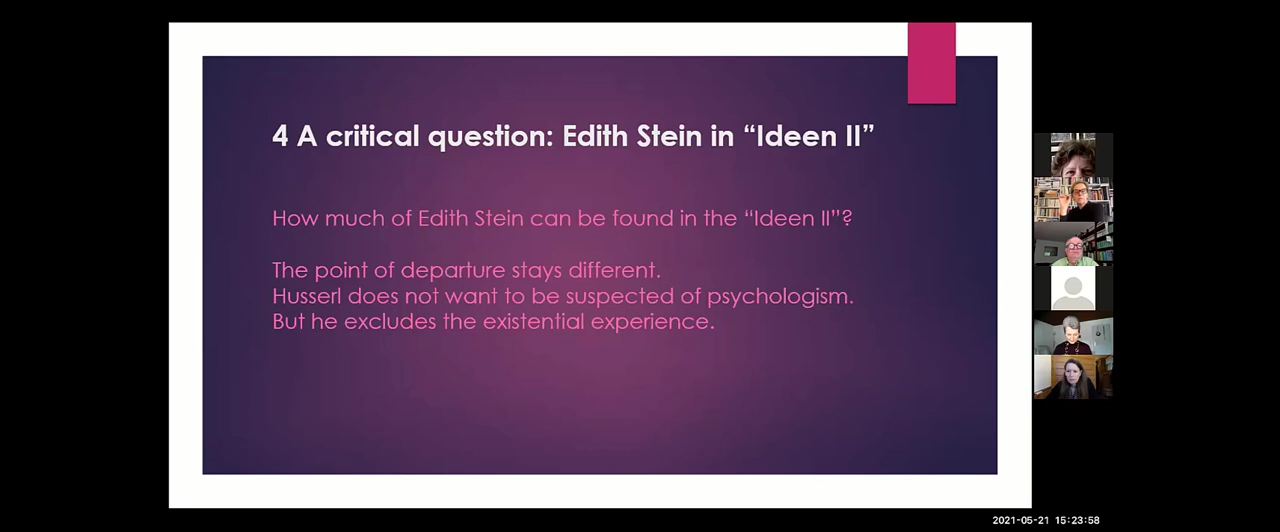 4 A critical question: Edith Stein in “Ideen II”
How much of Edith Stein can be found in the “Ideen II”?
The point of departure stays different.
Husserl does not want to be suspected of psychologism.
But he excludes the existential experience.
2021-05-21 15:23:58